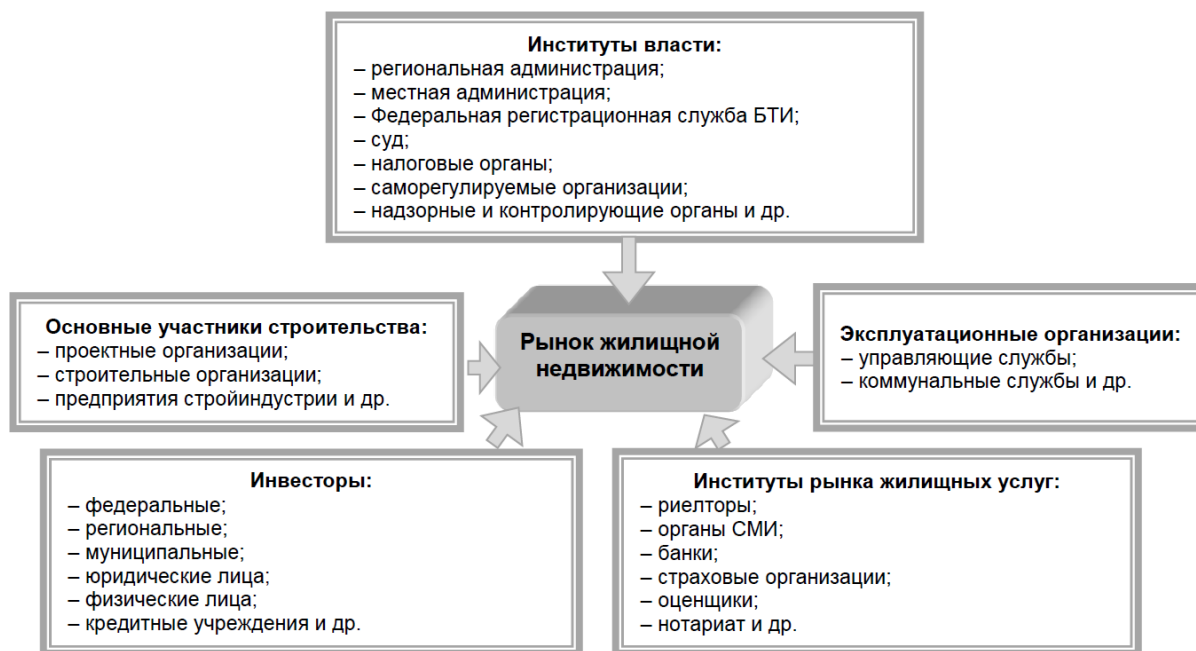 Институты власти:
– региональная администрация;
– местная администрация;
– Федеральная регистрационная служба БТИ;
– суд;
– налоговые органы;
– саморегулируемые организации;
– надзорные и контролирующие органы и др.
Основные участники строительства:
– проектные организации;
– строительные организации;
– предприятия стройиндустрии и др.
Рынок жилищной
недвижимости
Эксплуатационные организации:
– управляющие службы;
– коммунальные службы и др.
Инвесторы:
– федеральные;
– региональные;
– муниципальные;
– юридические лица;
– физические лица;
– кредитные учреждения и др.
Институты рынка жилищных услуг:
– риелторы;
– органы СМИ;
– банки;
– страховые организации;
– оценщики;
– нотариат и др.